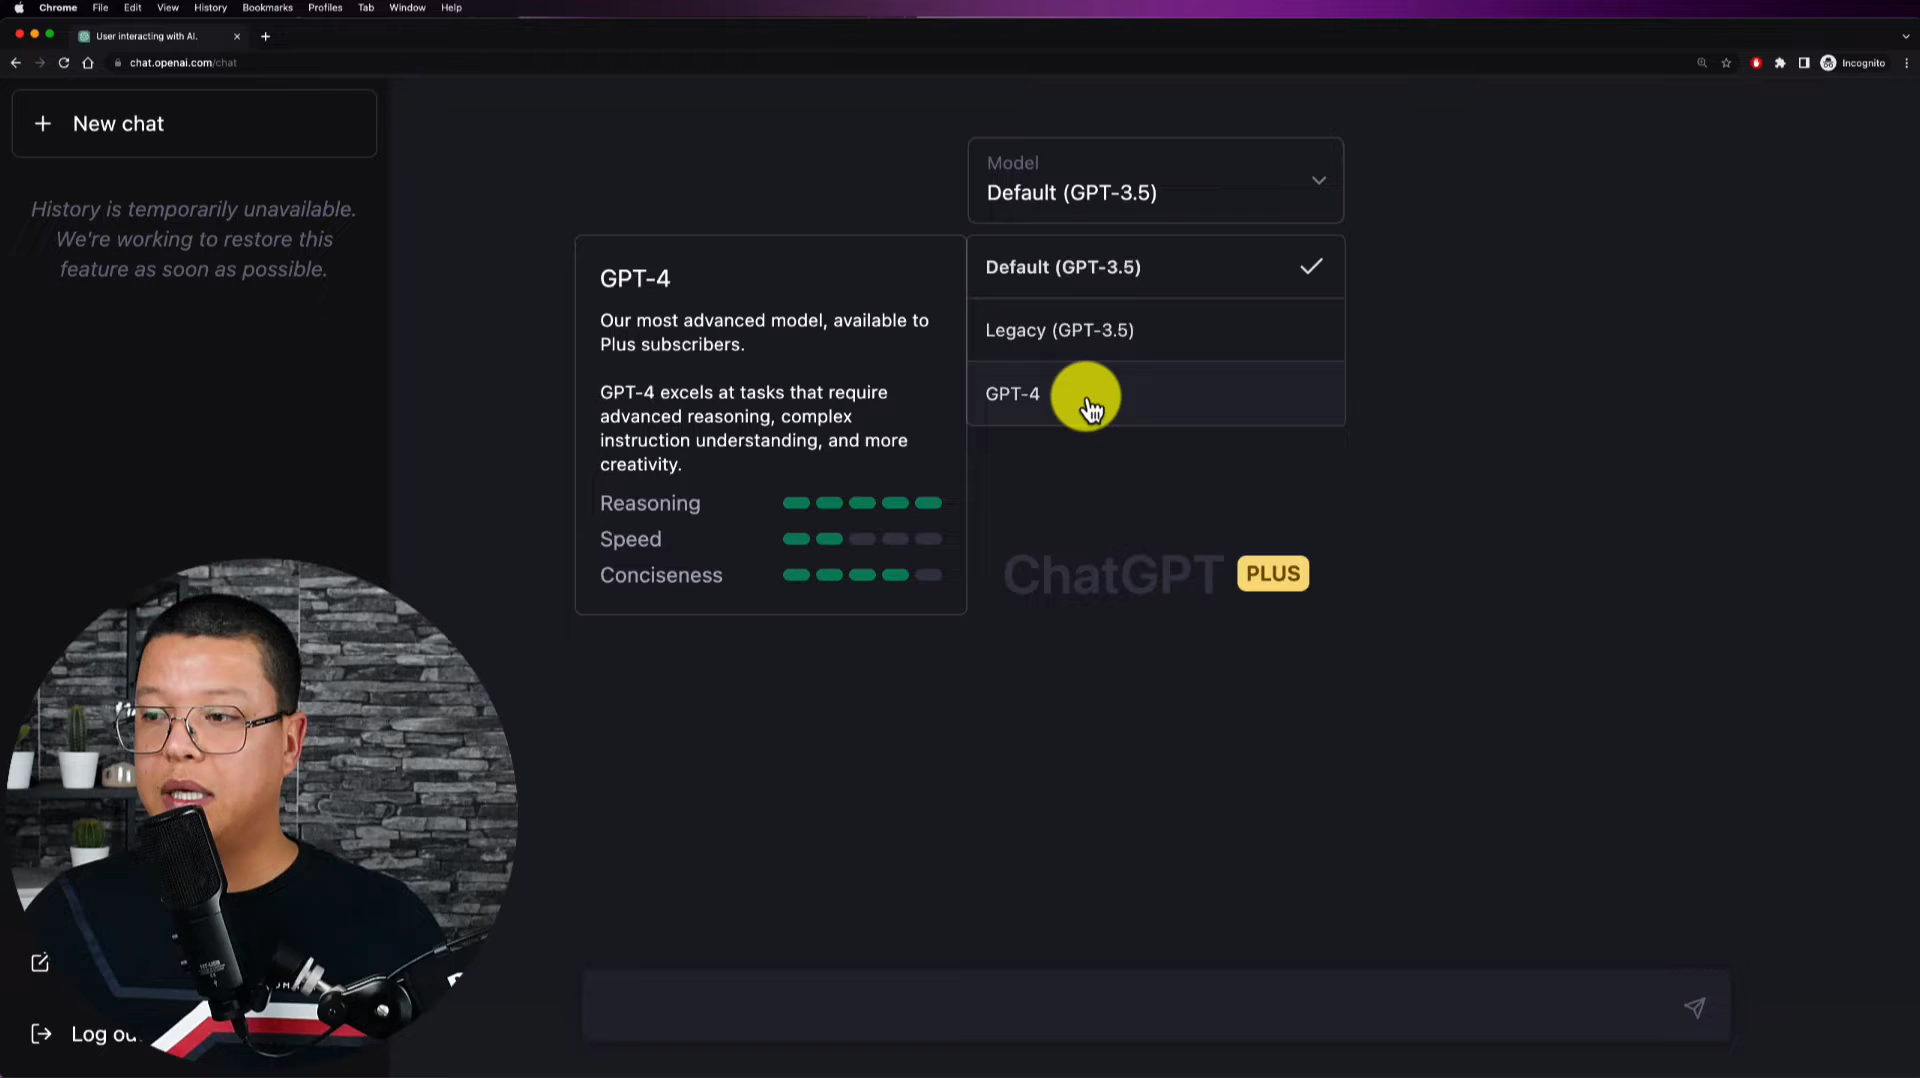 Chrome File Edit View History Bookmarks Profiles Tab Window Help
User interacting with AI.
chat.openai.com/chat
Incognito
New chat
History is temporarily unavailable.
We're working to restore this
feature as soon as possible.
Model
Default (GPT-3.5)
Default (GPT-3.5)
Legacy (GPT-3.5)
GPT-4
GPT-4
Our most advanced model, available to
Plus subscribers.
GPT-4 excels at tasks that require
advanced reasoning, complex
instruction understanding, and more
creativity.
Reasoning
Speed
Conciseness
ChatGPT PLUS
Log ou